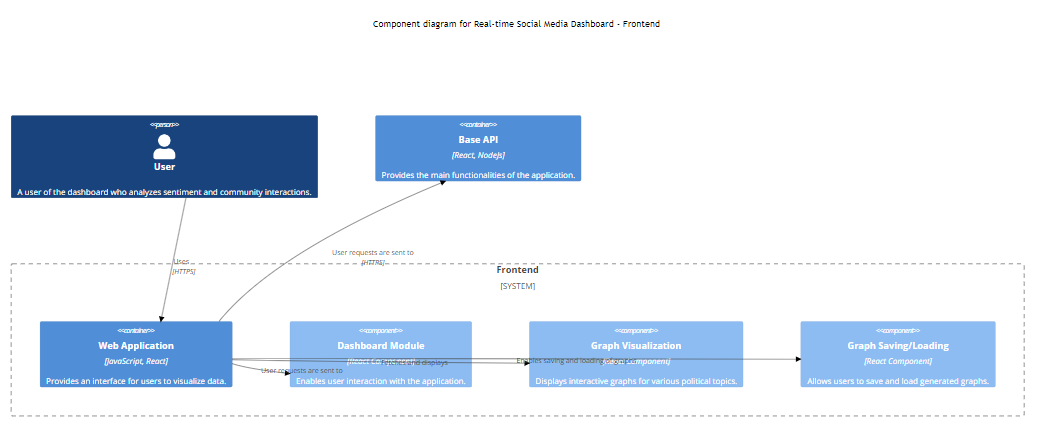 Component diagram for Real-time Social Media Dashboard - Frontend
<<person>>
User
A user of the dashboard who analyzes sentiment and community interactions.
<<container>>
Base API
[React, NodeJs]
Provides the main functionalities of the application.
Uses
[HTTPS]
User requests are sent to
[HTTPS]
Frontend
[SYSTEM]
<<container>>
Web Application
[JavaScript, React]
Provides an interface for users to visualize data.
<<component>>
Dashboard Module
Enables user interaction with the application.
User requests are sent to
Fetches and displays
<<component>>
Graph Visualization
Displays interactive graphs for various political topics.
Enables saving and loading
<<component>>
Graph Saving/Loading
[React Component]
Allows users to save and load generated graphs.